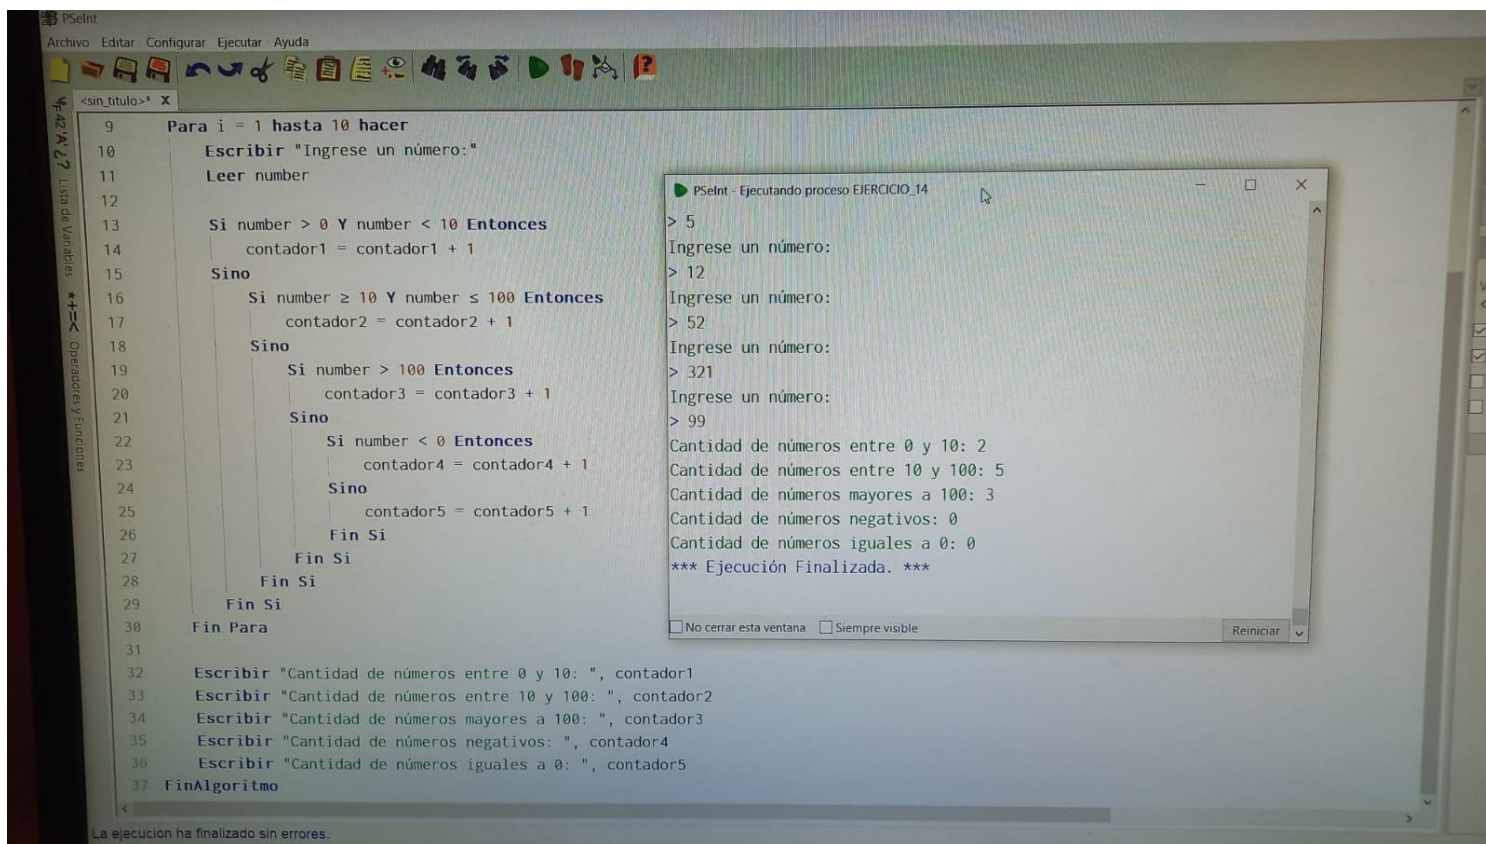 PSeInt
Archivo Editar Configurar Ejecutar Ayuda
<sin_titulo>* X
*F 42 'A' ¿? Lista de Variables
*+=< Operadores y Funciones
9 Para i = 1 hasta 10 hacer
10 Escribir "Ingrese un número:"
11 Leer number
12
13 Si number > 0 Y number < 10 Entonces
14 contador1 = contador1 + 1
15 Sino
16 Si number ≥ 10 Y number ≤ 100 Entonces
17 contador2 = contador2 + 1
18 Sino
19 Si number > 100 Entonces
20 contador3 = contador3 + 1
21 Sino
22 Si number < 0 Entonces
23 contador4 = contador4 + 1
24 Sino
25 contador5 = contador5 + 1
26 Fin Si
27 Fin Si
28 Fin Si
29 Fin Si
30 Fin Para
31
32 Escribir "Cantidad de números entre 0 y 10: ", contador1
33 Escribir "Cantidad de números entre 10 y 100: ", contador2
34 Escribir "Cantidad de números mayores a 100: ", contador3
35 Escribir "Cantidad de números negativos: ", contador4
36 Escribir "Cantidad de números iguales a 0: ", contador5
37 FinAlgoritmo
PSeInt - Ejecutando proceso EJERCICIO_14
> 5
Ingrese un número:
> 12
Ingrese un número:
> 52
Ingrese un número:
> 321
Ingrese un número:
> 99
Cantidad de números entre 0 y 10: 2
Cantidad de números entre 10 y 100: 5
Cantidad de números mayores a 100: 3
Cantidad de números negativos: 0
Cantidad de números iguales a 0: 0
*** Ejecución Finalizada. ***
No cerrar esta ventana Siempre visible Reiniciar
La ejecución ha finalizado sin errores.